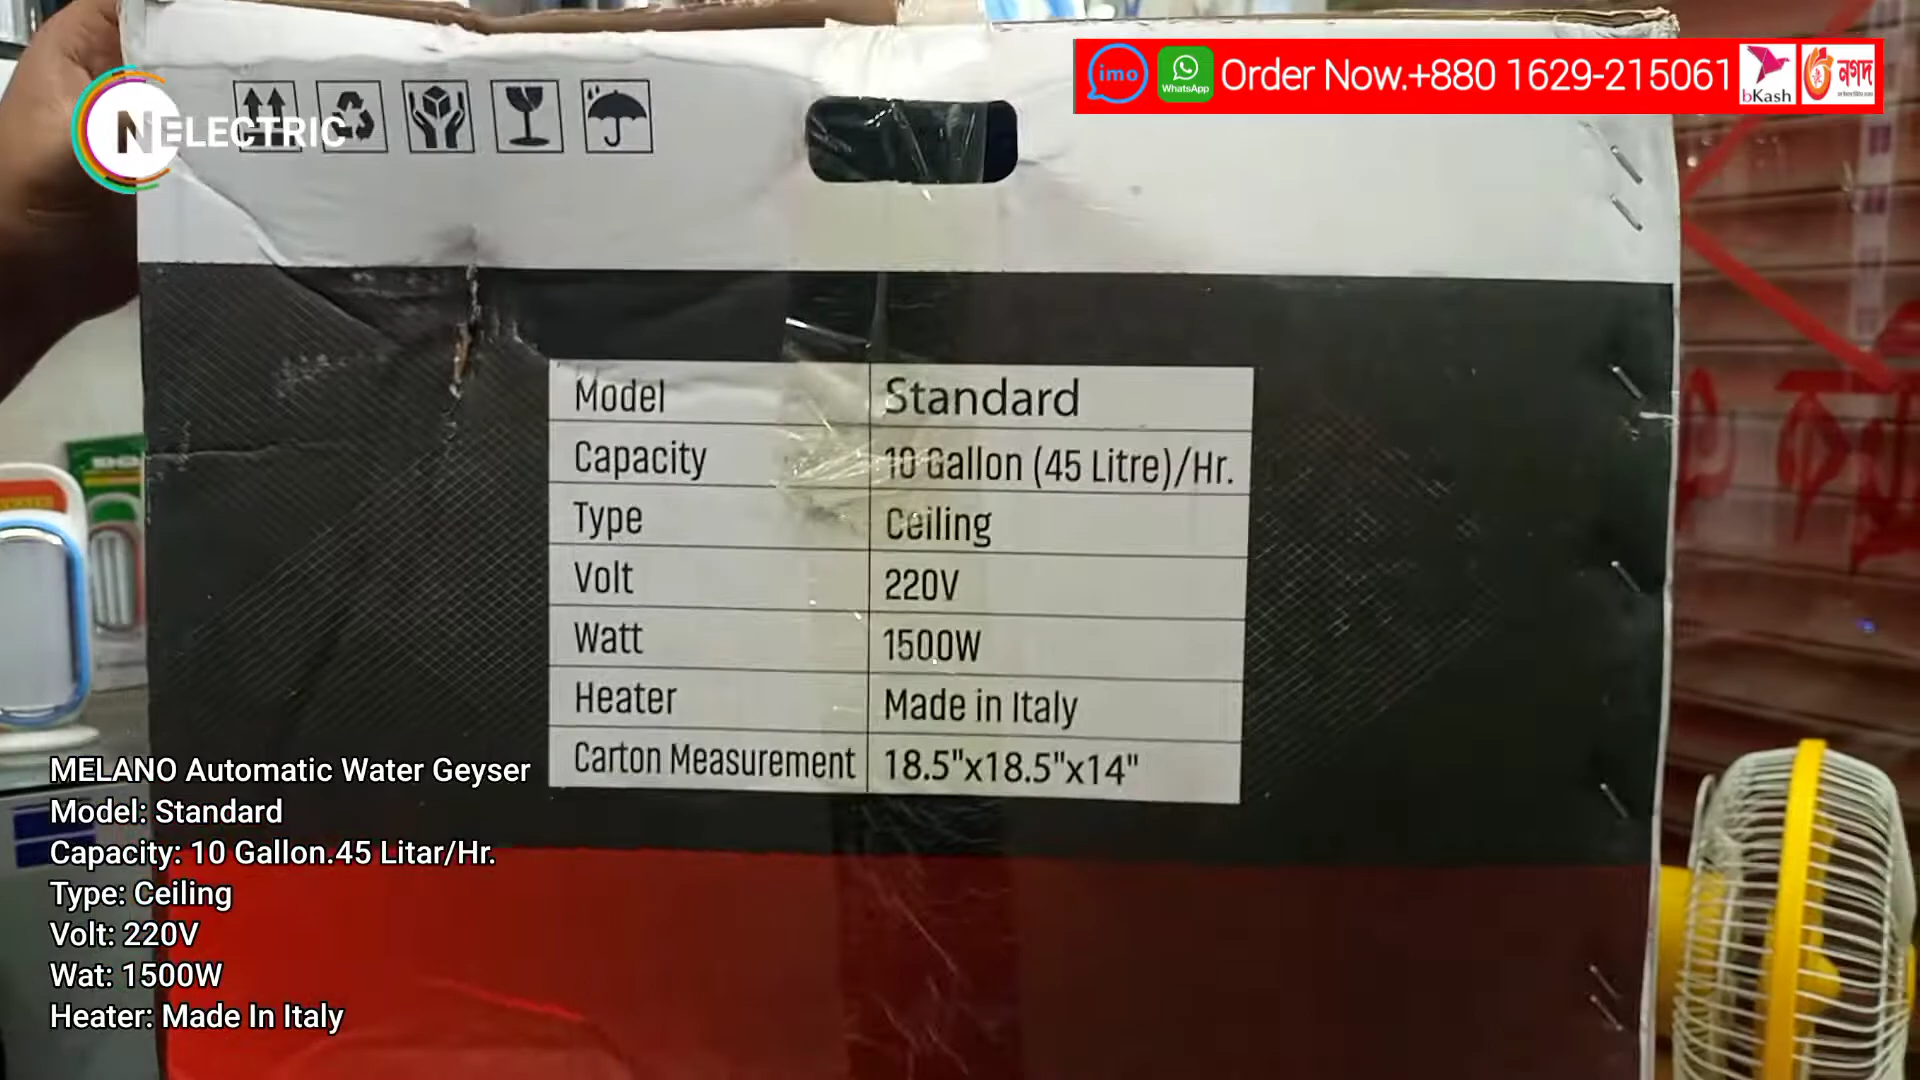 NELECTRIC
imo WhatsApp Order Now.+880 1629-215061 bKash নগদ
Model Standard
Capacity 10 Gallon (45 Litre)/Hr.
Type Ceiling
Volt 220V
Watt 1500W
Heater Made in Italy
Carton Measurement 18.5"x18.5"x14"
MELANO Automatic Water Geyser
Model: Standard
Capacity: 10 Gallon.45 Litar/Hr.
Type: Ceiling
Volt: 220V
Wat: 1500W
Heater: Made In Italy